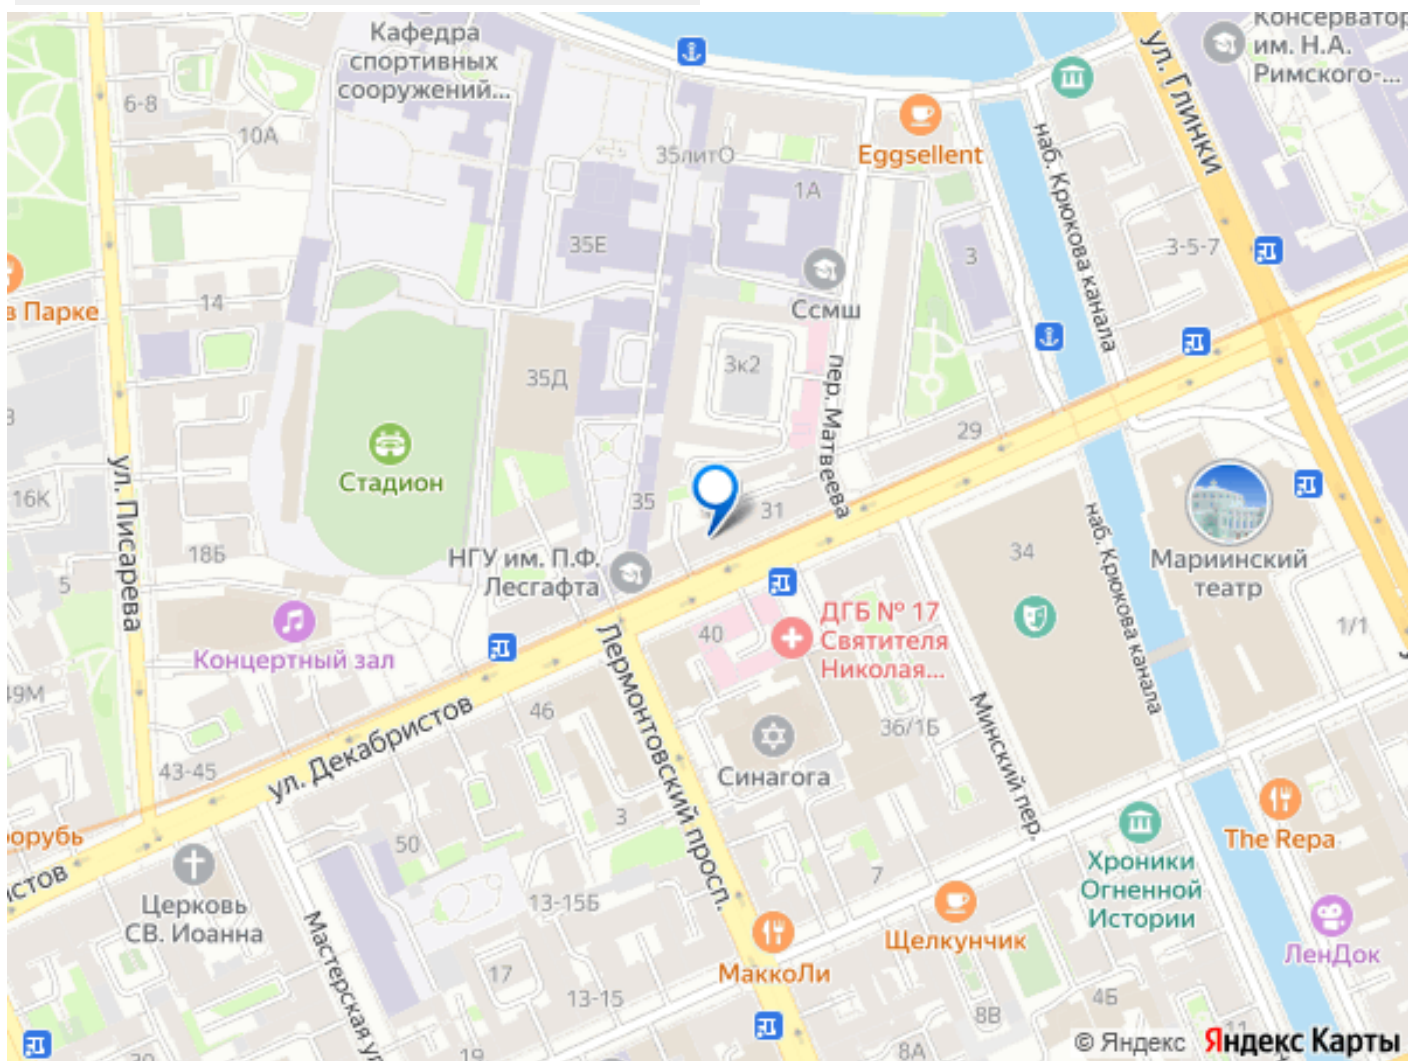 Кафедра
спортивных
сооружений...
Консерватор
им. Н.А.
Римского-...
ул. Глинки
6-8
10А
35литО
Eggsellent
1А
наб. Крюкова канала
35Е
3
3-5-7
Ссмш
в Парке
14
35Д
3к2
пер. Матвеева
29
Стадион
ул. Писарева
16К
35
31
18Б
НГУ им. П.Ф.
Лесгафта
34
Мариинский
театр
наб. Крюкова канала
5
ДГБ № 17
Святителя
Николая...
40
1/1
Концертный зал
Лермонтовский просп.
49М
46
36/1Б
Минский пер.
ул. Декабристов
Синагога
43-45
3
The Repa
орубь
50
Хроники
Огненной
Истории
истов
7
Церковь
СВ. Иоанна
13-15Б
Щелкунчик
Мастерская у
МаккоЛи
ЛенДок
17
13-15
4Б
8В
8А
19
11
© Яндекс Яндекс Карты